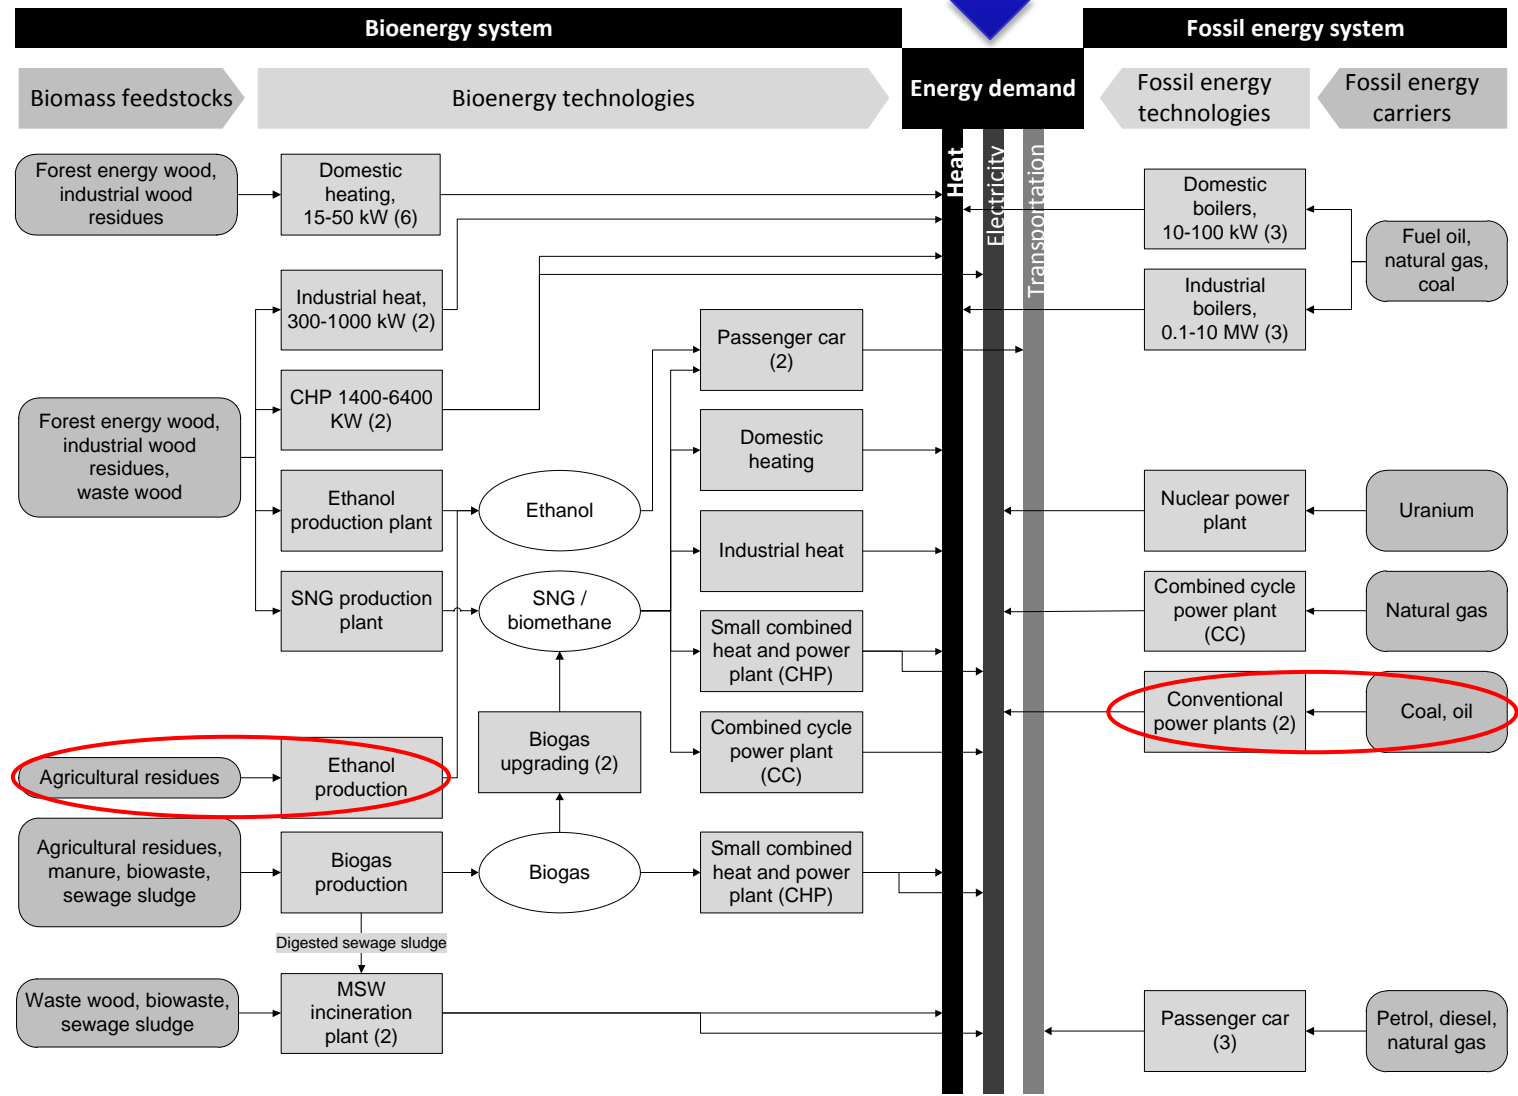 Bioenergy system
Fossil energy system
Biomass feedstocks
Bioenergy technologies
Energy demand
Fossil energy
technologies
Fossil energy
carriers
Heat
Electricity
Transportation
Forest energy wood,
industrial wood
residues
Domestic
heating,
15-50 kW (6)
Domestic
boilers,
10-100 kW (3)
Fuel oil,
natural gas,
coal
Industrial heat,
300-1000 kW (2)
Industrial
boilers,
0.1-10 MW (3)
Passenger car
(2)
Forest energy wood,
industrial wood
residues,
waste wood
CHP 1400-6400
KW (2)
Domestic
heating
Ethanol
production plant
Ethanol
Nuclear power
plant
Uranium
Industrial heat
SNG production
plant
SNG /
biomethane
Small combined
heat and power
plant (CHP)
Combined cycle
power plant
(CC)
Natural gas
Conventional
power plants (2)
Coal, oil
Agricultural residues
Ethanol
production
Biogas
upgrading (2)
Combined cycle
power plant
(CC)
Agricultural residues,
manure, biowaste,
sewage sludge
Biogas
production
Biogas
Small combined
heat and power
plant (CHP)
Digested sewage sludge
Waste wood, biowaste,
sewage sludge
MSW
incineration
plant (2)
Passenger car
(3)
Petrol, diesel,
natural gas